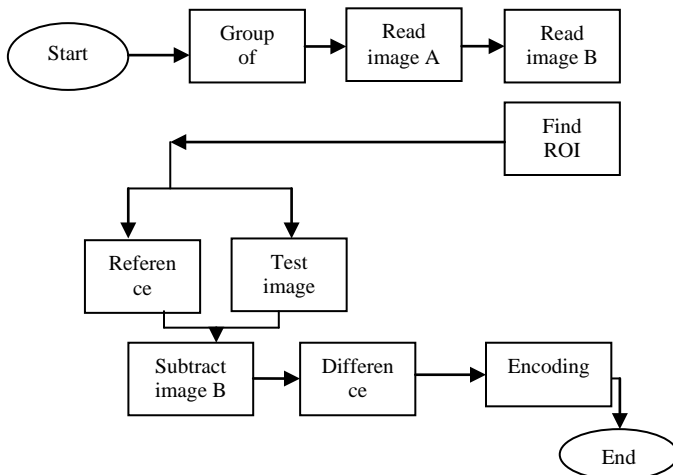 Start
Group
of
Read
image A
Read
image B
Find
ROI
Referen
ce
Test
image
Subtract
image B
Differen
ce
Encoding
End